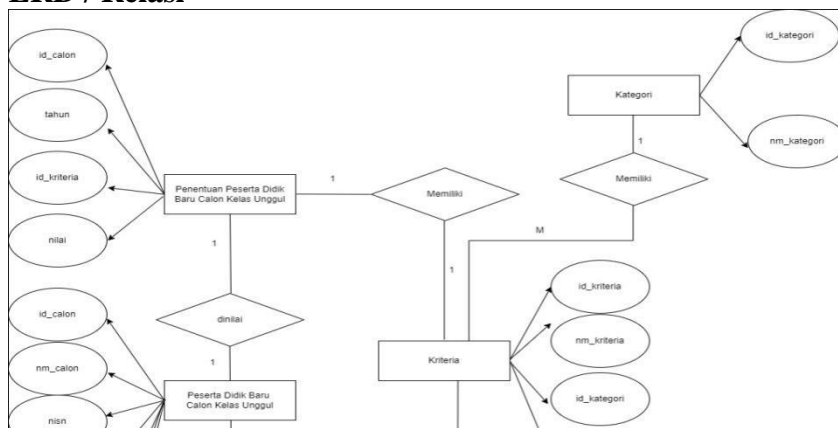 ERD / Relasi
id_kategori
id_calon
Kategori
tahun
1
nm_kategori
id_kriteria
Penentuan Peserta Didik
Baru Calon Kelas Unggul
1
Memiliki
Memiliki
nilai
1
M
1
id_kriteria
id_calon
dinilai
nm_kriteria
1
Kriteria
nm_calon
Peserta Didik Baru
Calon Kelas Unggul
id_kategori
nisn